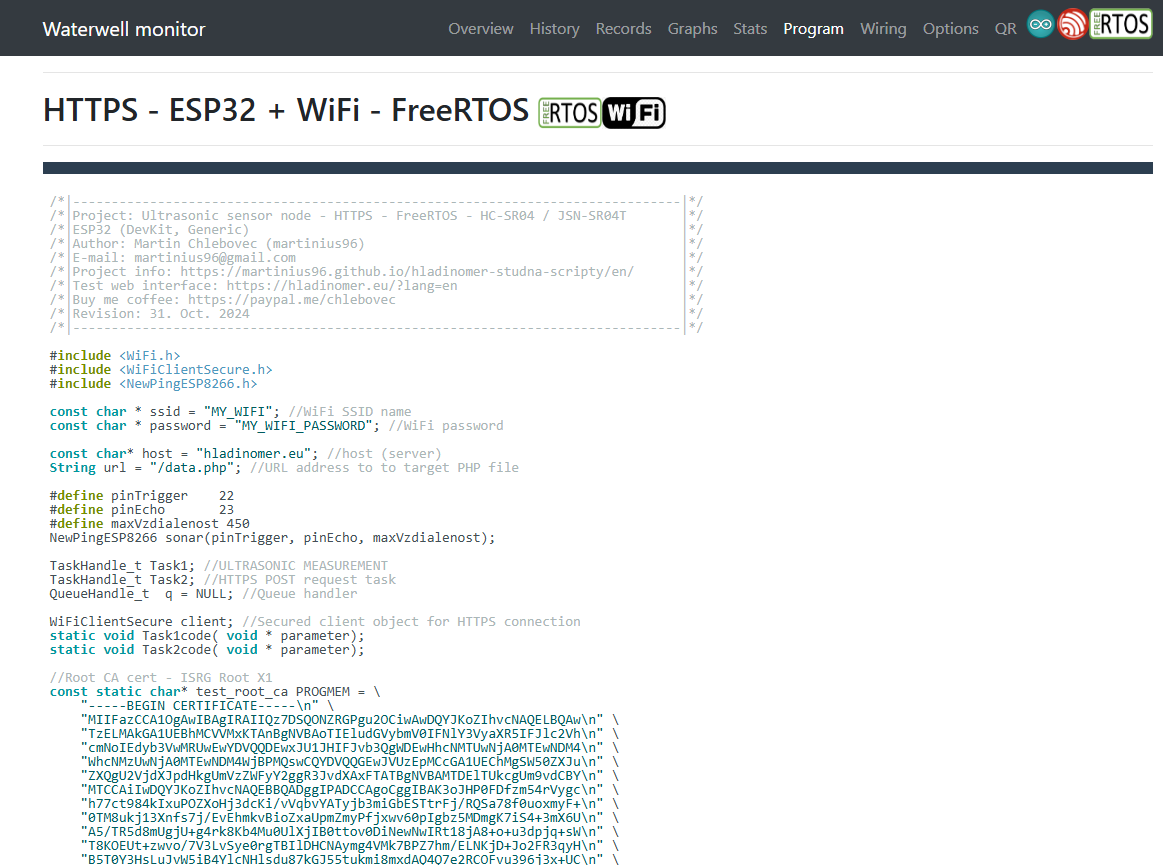 Waterwell monitor
Overview History Records Graphs Stats Program Wiring Options QR FREE RTOS
HTTPS - ESP32 + WiFi - FreeRTOS FREE RTOS WiFi
/*|-------------------------------------------------------------------------------|*/
/*|Project: Ultrasonic sensor node - HTTPS - FreeRTOS - HC-SR04 / JSN-SR04T |*/
/*|ESP32 (DevKit, Generic) |*/
/*|Author: Martin Chlebovec (martinius96) |*/
/*|E-mail: martinius96@gmail.com |*/
/*|Project info: https://martinius96.github.io/hladinomer-studna-scripty/en/ |*/
/*|Test web interface: https://hladinomer.eu/?lang=en |*/
/*|Buy me coffee: https://paypal.me/chlebovec |*/
/*|Revision: 31. Oct. 2024 |*/
/*|-------------------------------------------------------------------------------|*/
#include <WiFi.h>
#include <WiFiClientSecure.h>
#include <NewPingESP8266.h>
const char * ssid = "MY_WIFI"; //WiFi SSID name
const char * password = "MY_WIFI_PASSWORD"; //WiFi password
const char* host = "hladinomer.eu"; //host (server)
String url = "/data.php"; //URL address to to target PHP file
#define pinTrigger 22
#define pinEcho 23
#define maxVzdialenost 450
NewPingESP8266 sonar(pinTrigger, pinEcho, maxVzdialenost);
TaskHandle_t Task1; //ULTRASONIC MEASUREMENT
TaskHandle_t Task2; //HTTPS POST request task
QueueHandle_t q = NULL; //Queue handler
WiFiClientSecure client; //Secured client object for HTTPS connection
static void Task1code( void * parameter);
static void Task2code( void * parameter);
//Root CA cert - ISRG Root X1
const static char* test_root_ca PROGMEM = \
"-----BEGIN CERTIFICATE-----\n" \
"MIIFazCCA1OgAwIBAgIRAIIQz7DSQONZRGPgu2OCiwAwDQYJKoZIhvcNAQELBQAw\n" \
"TzELMAkGA1UEBhMCVVMxKTAnBgNVBAoTIEludGVybmV0IFNlY3VyaXR5IFJlc2Vh\n" \
"cmNoIEdyb3VwMRUwEwYDVQQDEwxJU1JHIFJvb3QgWDEwHhcNMTUwNjA0MTEwNDM4\n" \
"WhcNMzUwNjA0MTEwNDM4WjBPMQswCQYDVQQGEwJVUzEpMCcGA1UEChMgSW50ZXJu\n" \
"ZXQgU2VjdXJpdHkgUmVzZWFyY2ggR3JvdXAxFTATBgNVBAMTDElTUkcgUm9vdCBY\n" \
"MTCCAiIwDQYJKoZIhvcNAQEBBQADggIPADCCAgoCggIBAK3oJHP0FDfzm54rVygc\n" \
"h77ct984kIxuPOZXoHj3dcKi/vVqbvYATyjb3miGbESTtrFj/RQSa78f0uoxmyF+\n" \
"0TM8ukj13Xnfs7j/EvEhmkvBioZxaUpmZmyPfjxwv60pIgbz5MDmgK7iS4+3mX6U\n" \
"A5/TR5d8mUgjU+g4rk8Kb4Mu0UlXjIB0ttov0DiNewNwIRt18jA8+o+u3dpjq+sW\n" \
"T8KOEUt+zwvo/7V3LvSye0rgTBIlDHCNAymg4VMk7BPZ7hm/ELNKjD+Jo2FR3qyH\n" \
"B5T0Y3HsLuJvW5iB4YlcNHlsdu87kGJ55tukmi8mxdAQ4Q7e2RCOFvu396j3x+UC\n" \